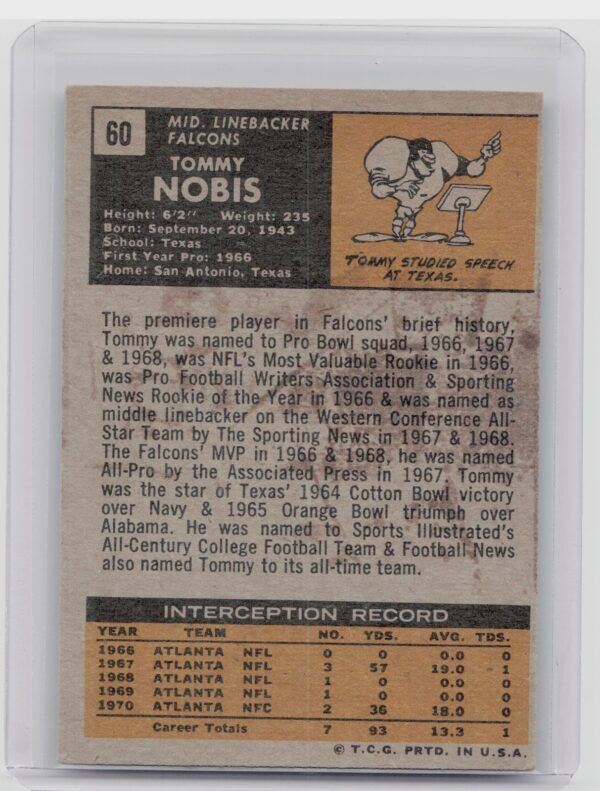 60
MID. LINEBACKER
FALCONS
TOMMY
NOBIS
Height: 6'2" Weight: 235
Born: September 20, 1943
School: Texas
First Year Pro: 1966
Home: San Antonio, Texas
TOMMY STUDIED SPEECH
AT TEXAS.
The premiere player in Falcons' brief history,
Tommy was named to Pro Bowl squad, 1966, 1967
& 1968, was NFL's Most Valuable Rookie in 1966,
was Pro Football Writers Association & Sporting
News Rookie of the Year in 1966 & was named as
middle linebacker on the Western Conference All-
Star Team by The Sporting News in 1967 & 1968.
The Falcons' MVP in 1966 & 1968, he was named
All-Pro by the Associated Press in 1967. Tommy
was the star of Texas' 1964 Cotton Bowl victory
over Navy & 1965 Orange Bowl triumph over
Alabama. He was named to Sports Illustrated's
All-Century College Football Team & Football News
also named Tommy to its all-time team.
INTERCEPTION RECORD
YEAR TEAM NO. YDS. AVG. TDS.
1966 ATLANTA NFL 0 0 0.0 0
1967 ATLANTA NFL 3 57 19.0 1
1968 ATLANTA NFL 1 0 0.0 0
1969 ATLANTA NFL 1 0 0.0 0
1970 ATLANTA NFC 2 36 18.0 0
Career Totals 7 93 13.3 1
© T.C.G. PRTD. IN U.S.A.